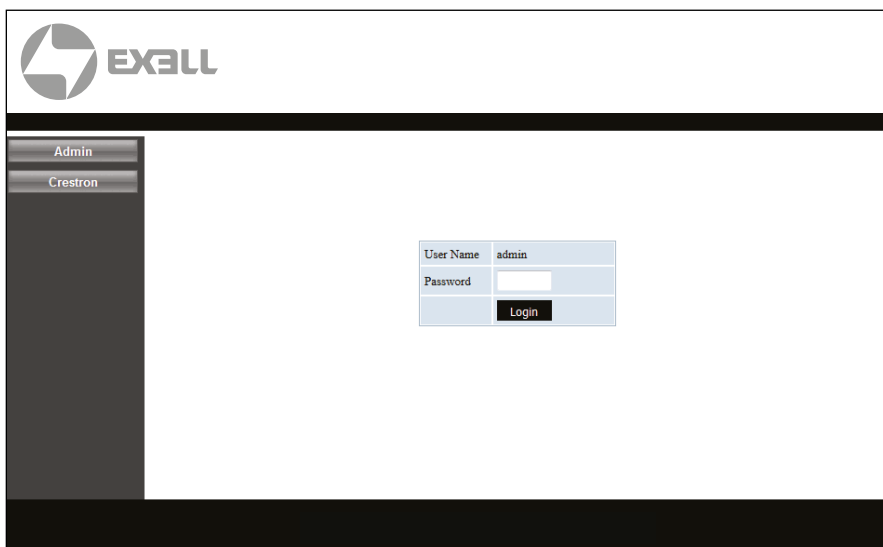 EXELL
Admin
Crestron
User Name admin
Password
Login